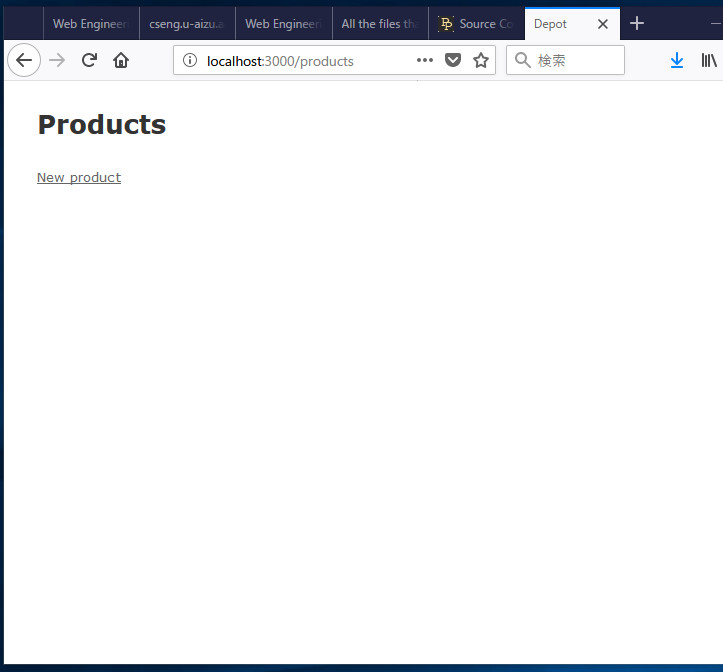 Web Engineer
cseng.u-aizu.a
Web Engineer
All the files tha
Source Co
Depot
localhost:3000/products
検索
Products
New product